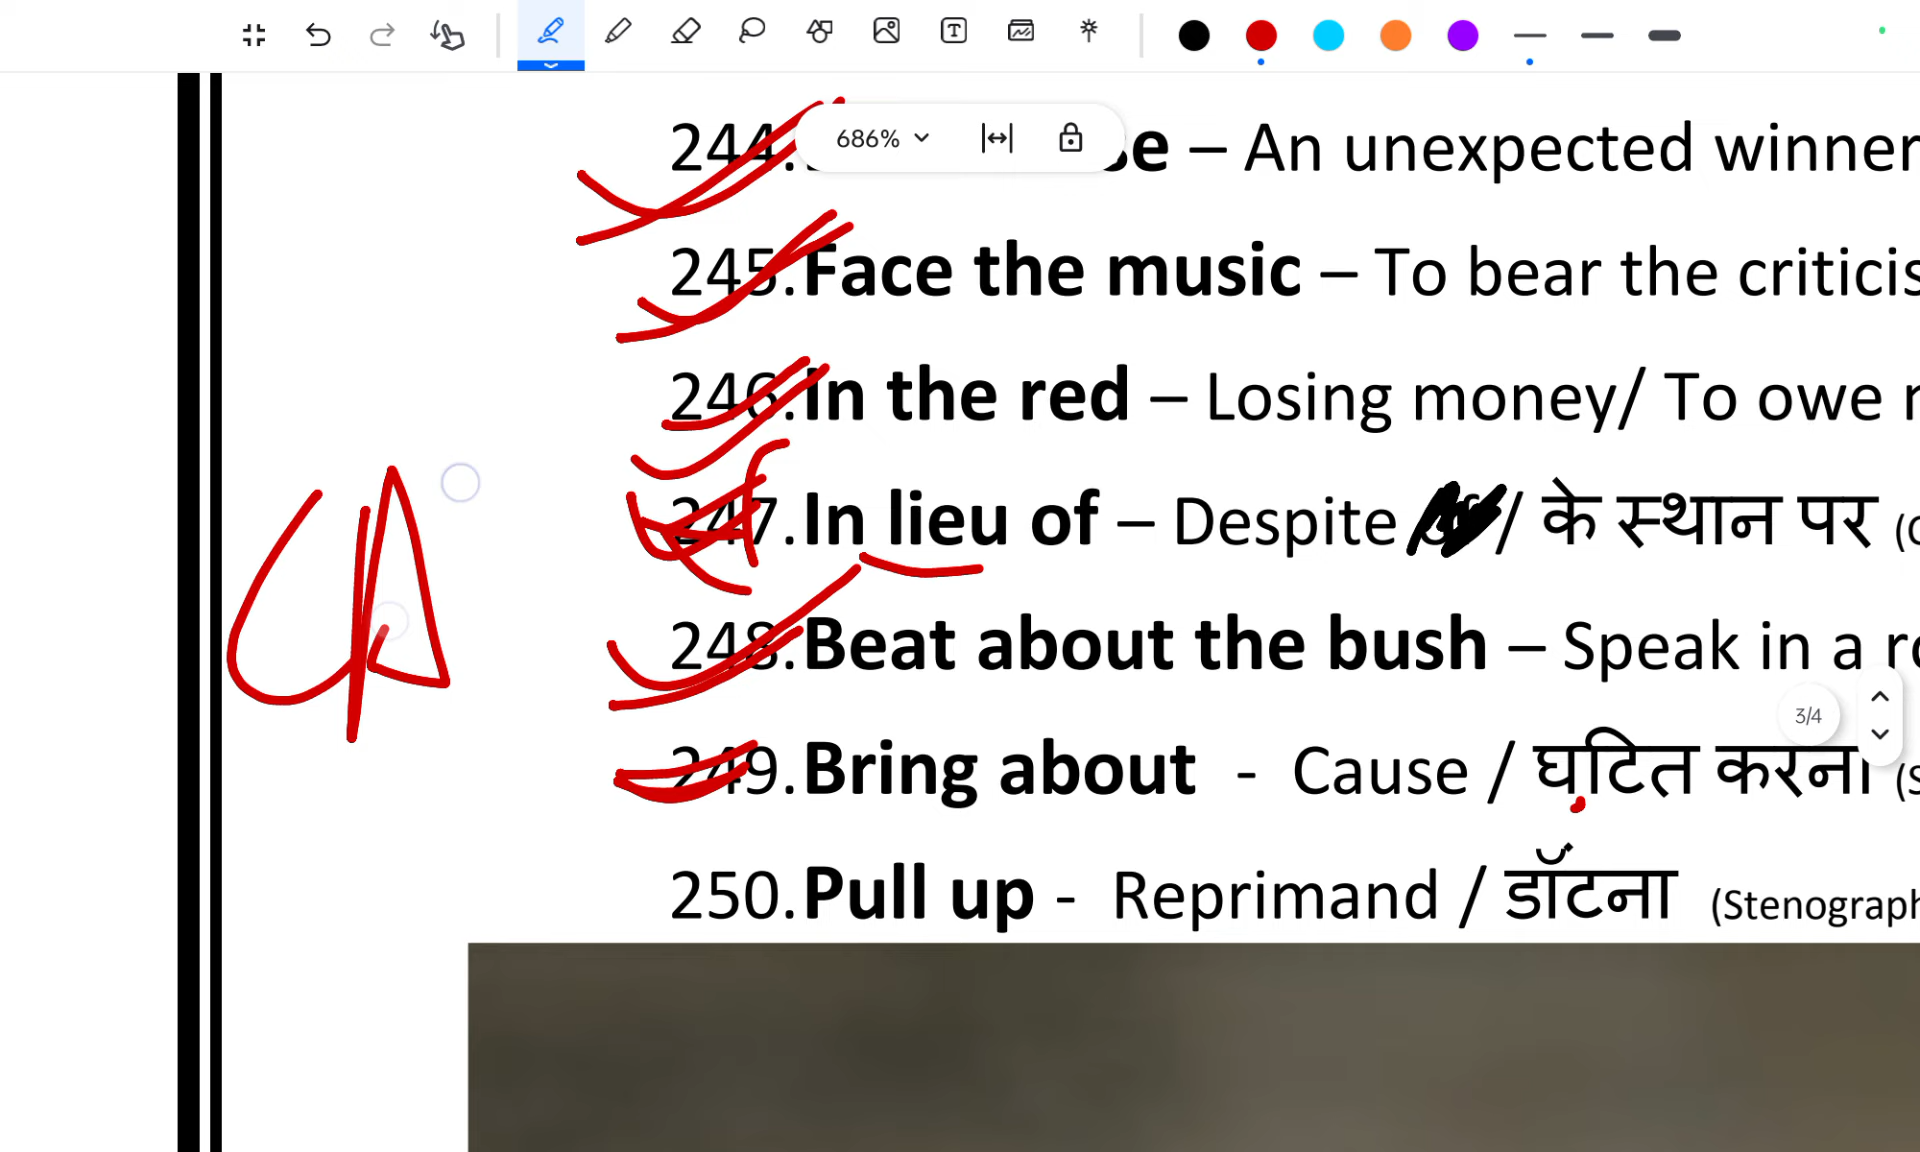 686%
244. se – An unexpected winner
245. Face the music – To bear the criticis
246. In the red – Losing money/ To owe
247. In lieu of – Despite / के स्थान पर
248. Beat about the bush – Speak in a
3/4
249. Bring about - Cause / घटित करना
250. Pull up - Reprimand / डॉटना (Stenograph